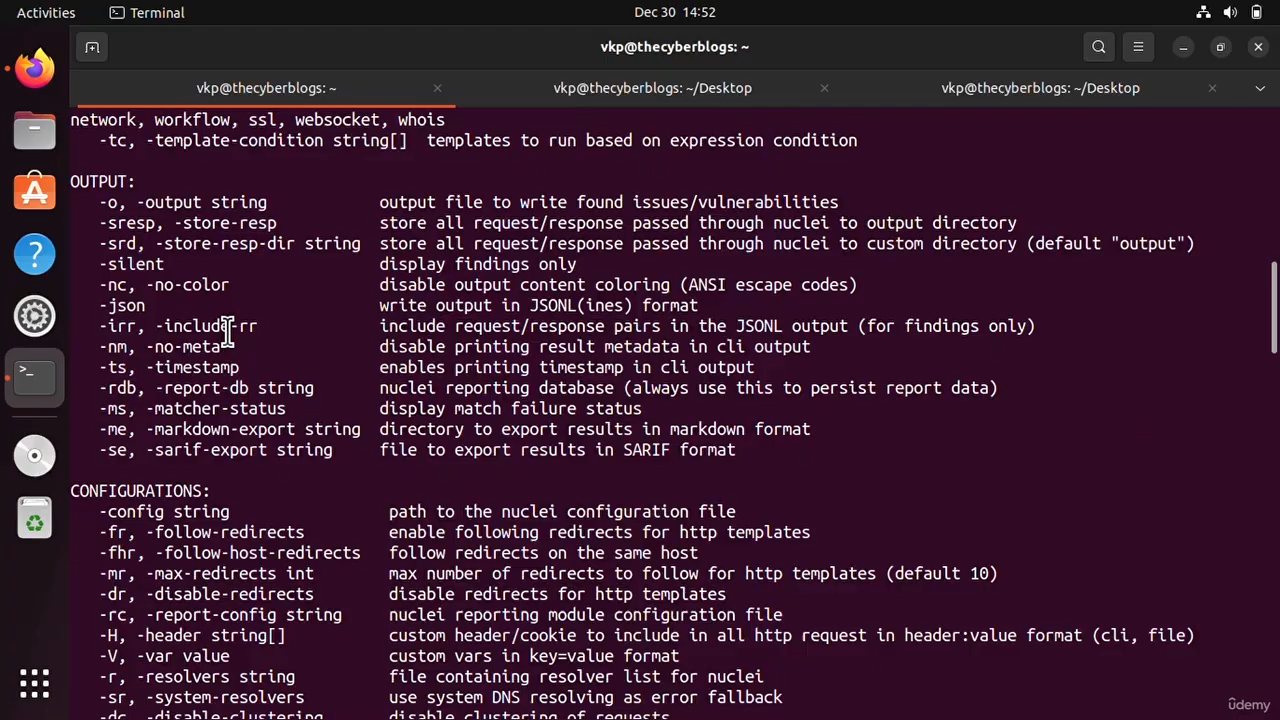 Activities
Terminal
Dec 30 14:52
vkp@thecyberblogs: ~
vkp@thecyberblogs: ~
vkp@thecyberblogs: ~/Desktop
vkp@thecyberblogs: ~/Desktop
network, workflow, ssl, websocket, whois
-tc, -template-condition string[]  templates to run based on expression condition
OUTPUT:
-o, -output string            output file to write found issues/vulnerabilities
-sresp, -store-resp           store all request/response passed through nuclei to output directory
-srd, -store-resp-dir string  store all request/response passed through nuclei to custom directory (default "output")
-silent                       display findings only
-nc, -no-color                disable output content coloring (ANSI escape codes)
-json                         write output in JSONL(ines) format
-irr, -include-rr             include request/response pairs in the JSONL output (for findings only)
-nm, -no-meta                 disable printing result metadata in cli output
-ts, -timestamp               enables printing timestamp in cli output
-rdb, -report-db string       nuclei reporting database (always use this to persist report data)
-ms, -matcher-status          display match failure status
-me, -markdown-export string  directory to export results in markdown format
-se, -sarif-export string     file to export results in SARIF format
CONFIGURATIONS:
-config string                 path to the nuclei configuration file
-fr, -follow-redirects         enable following redirects for http templates
-fhr, -follow-host-redirects   follow redirects on the same host
-mr, -max-redirects int        max number of redirects to follow for http templates (default 10)
-dr, -disable-redirects        disable redirects for http templates
-rc, -report-config string     nuclei reporting module configuration file
-H, -header string[]           custom header/cookie to include in all http request in header:value format (cli, file)
-V, -var value                 custom vars in key=value format
-r, -resolvers string          file containing resolver list for nuclei
-sr, -system-resolvers         use system DNS resolving as error fallback
-dc, -disable-clustering       disable clustering of requests
udemy